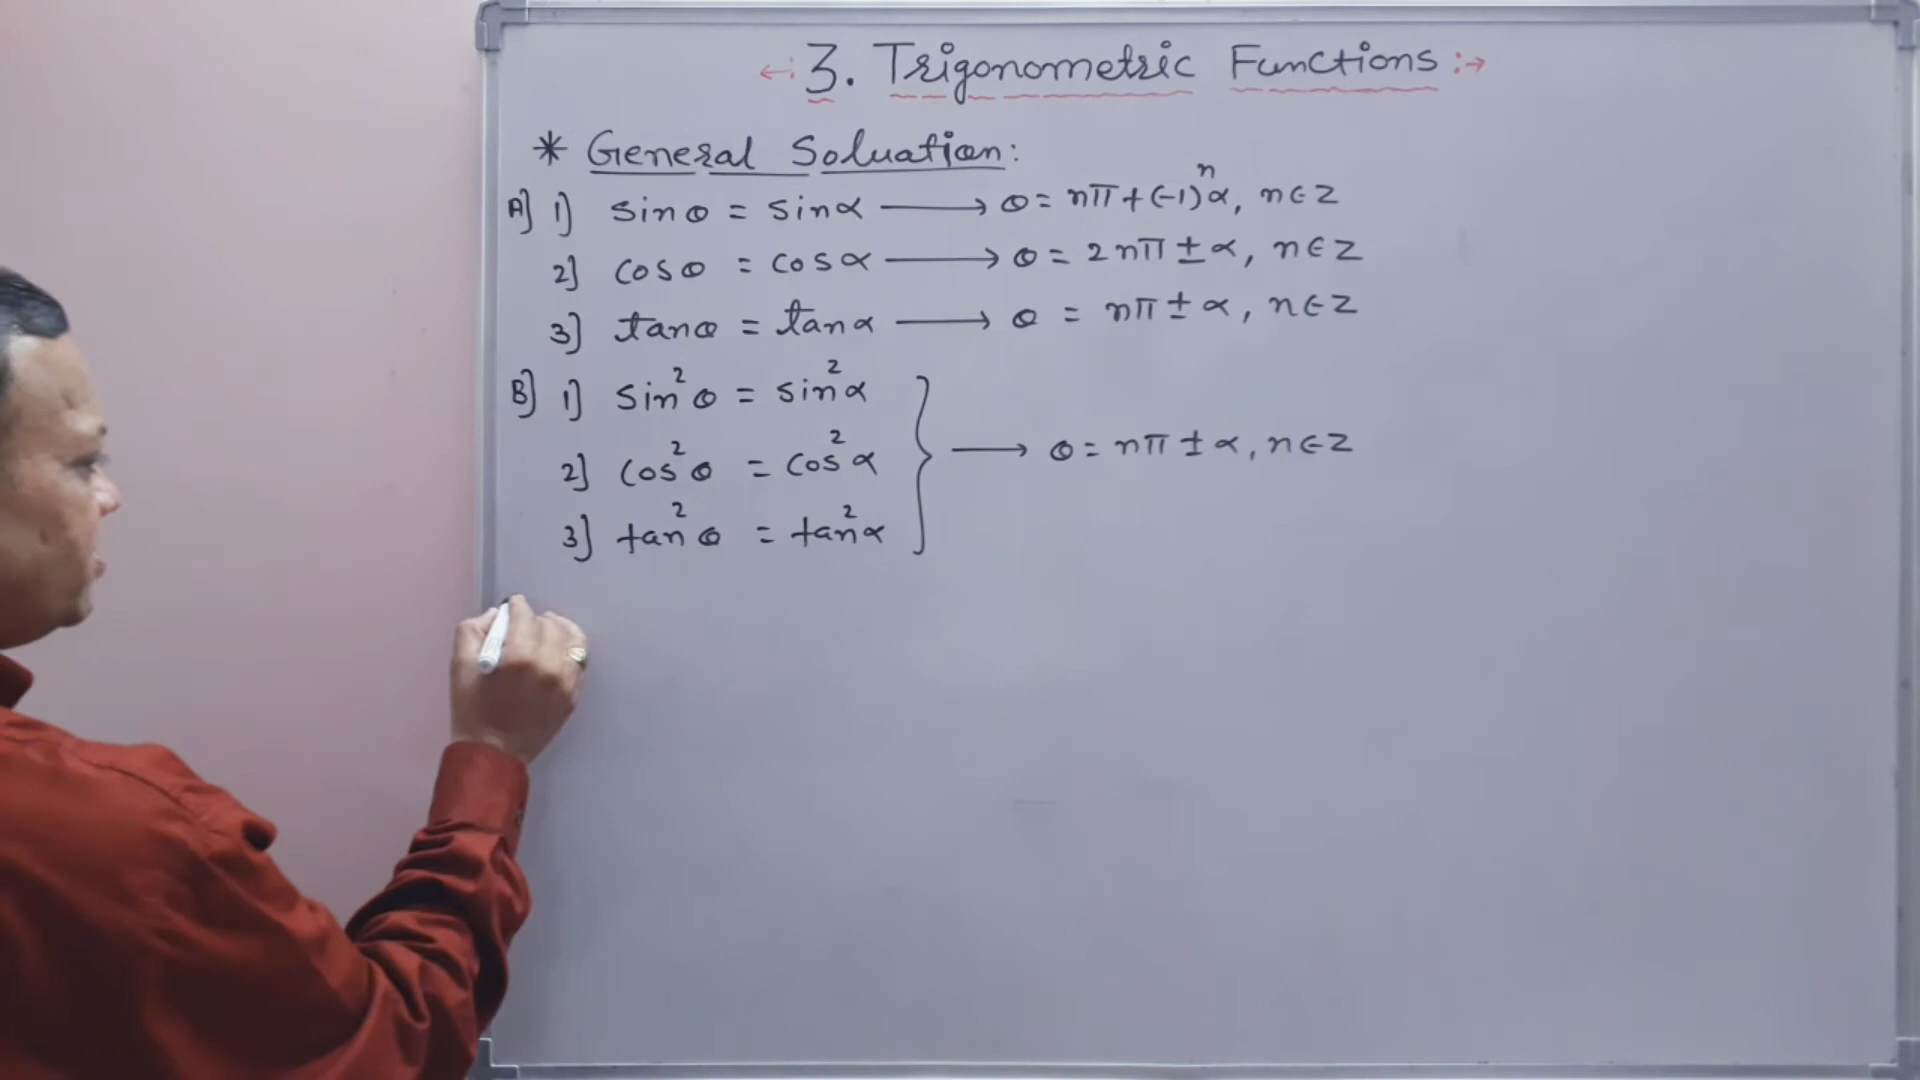 ←: 3. Trigonometric Functions :→
* General Soluation:
A] 1] sinθ = sinα ⟶ θ = nπ + (-1)ⁿα, n∈Z
2] cosθ = cosα ⟶ θ = 2nπ ± α, n∈Z
3] tanθ = tanα ⟶ θ = nπ ± α, n∈Z
B] 1] sin²θ = sin²α
2] cos²θ = cos²α } ⟶ θ = nπ ± α, n∈Z
3] tan²θ = tan²α